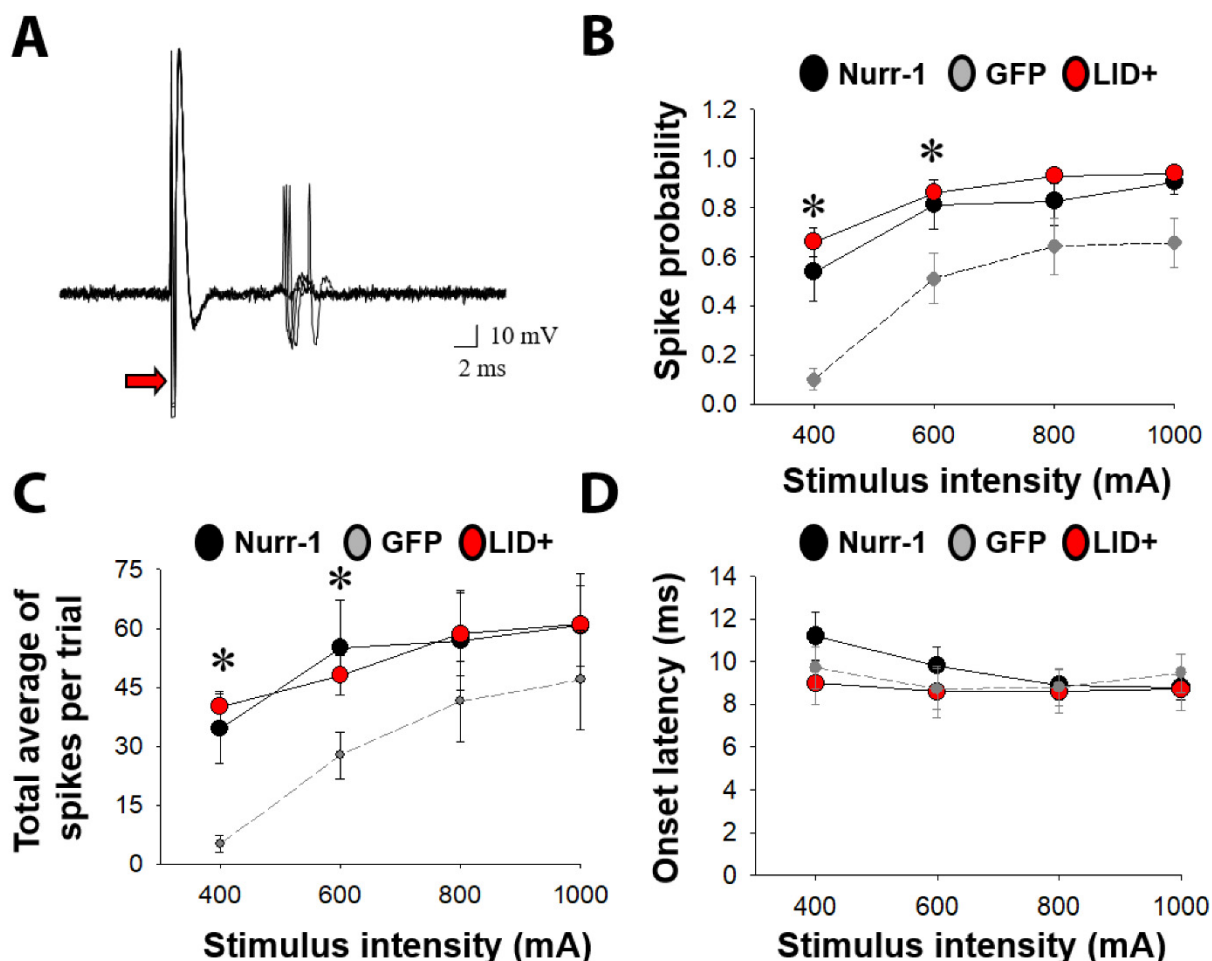 A
10 mV
2 ms
B
Nurr-1 GFP LID+
Spike probability
1.2
1.0
0.8
0.6
0.4
0.2
0.0
*
*
400 600 800 1000
Stimulus intensity (mA)
C
Nurr-1 GFP LID+
Total average of
spikes per trial
75
60
45
30
15
0
*
*
400 600 800 1000
Stimulus intensity (mA)
D
Nurr-1 GFP LID+
Onset latency (ms)
14
12
10
8
6
4
2
0
400 600 800 1000
Stimulus intensity (mA)